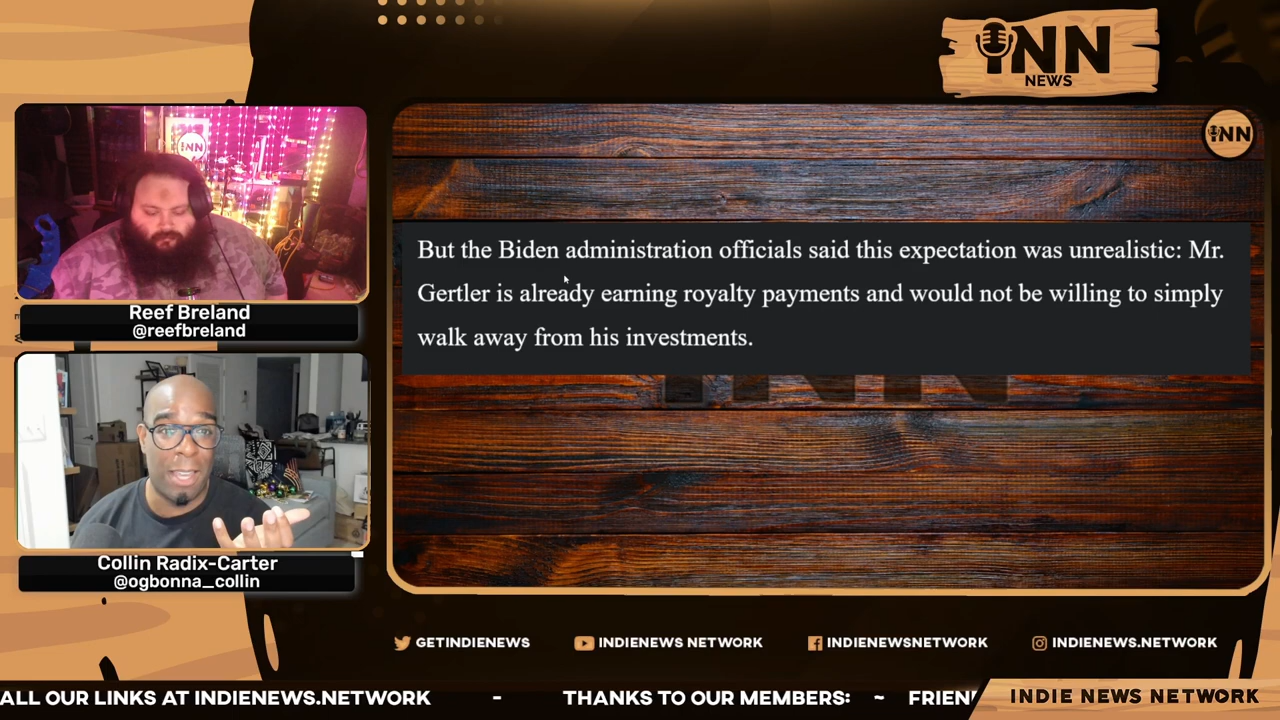 iNN
NEWS
iNN
iNN
But the Biden administration officials said this expectation was unrealistic: Mr.
Gertler is already earning royalty payments and would not be willing to simply
walk away from his investments.
iNN
Reef Breland
@reefbreland
Collin Radix-Carter
@ogbonna_collin
GETINDIENEWS
INDIENEWS NETWORK
INDIENEWSNETWORK
INDIENEWS.NETWORK
ALL OUR LINKS AT INDIENEWS.NETWORK - THANKS TO OUR MEMBERS: ~
INDIE NEWS NETWORK